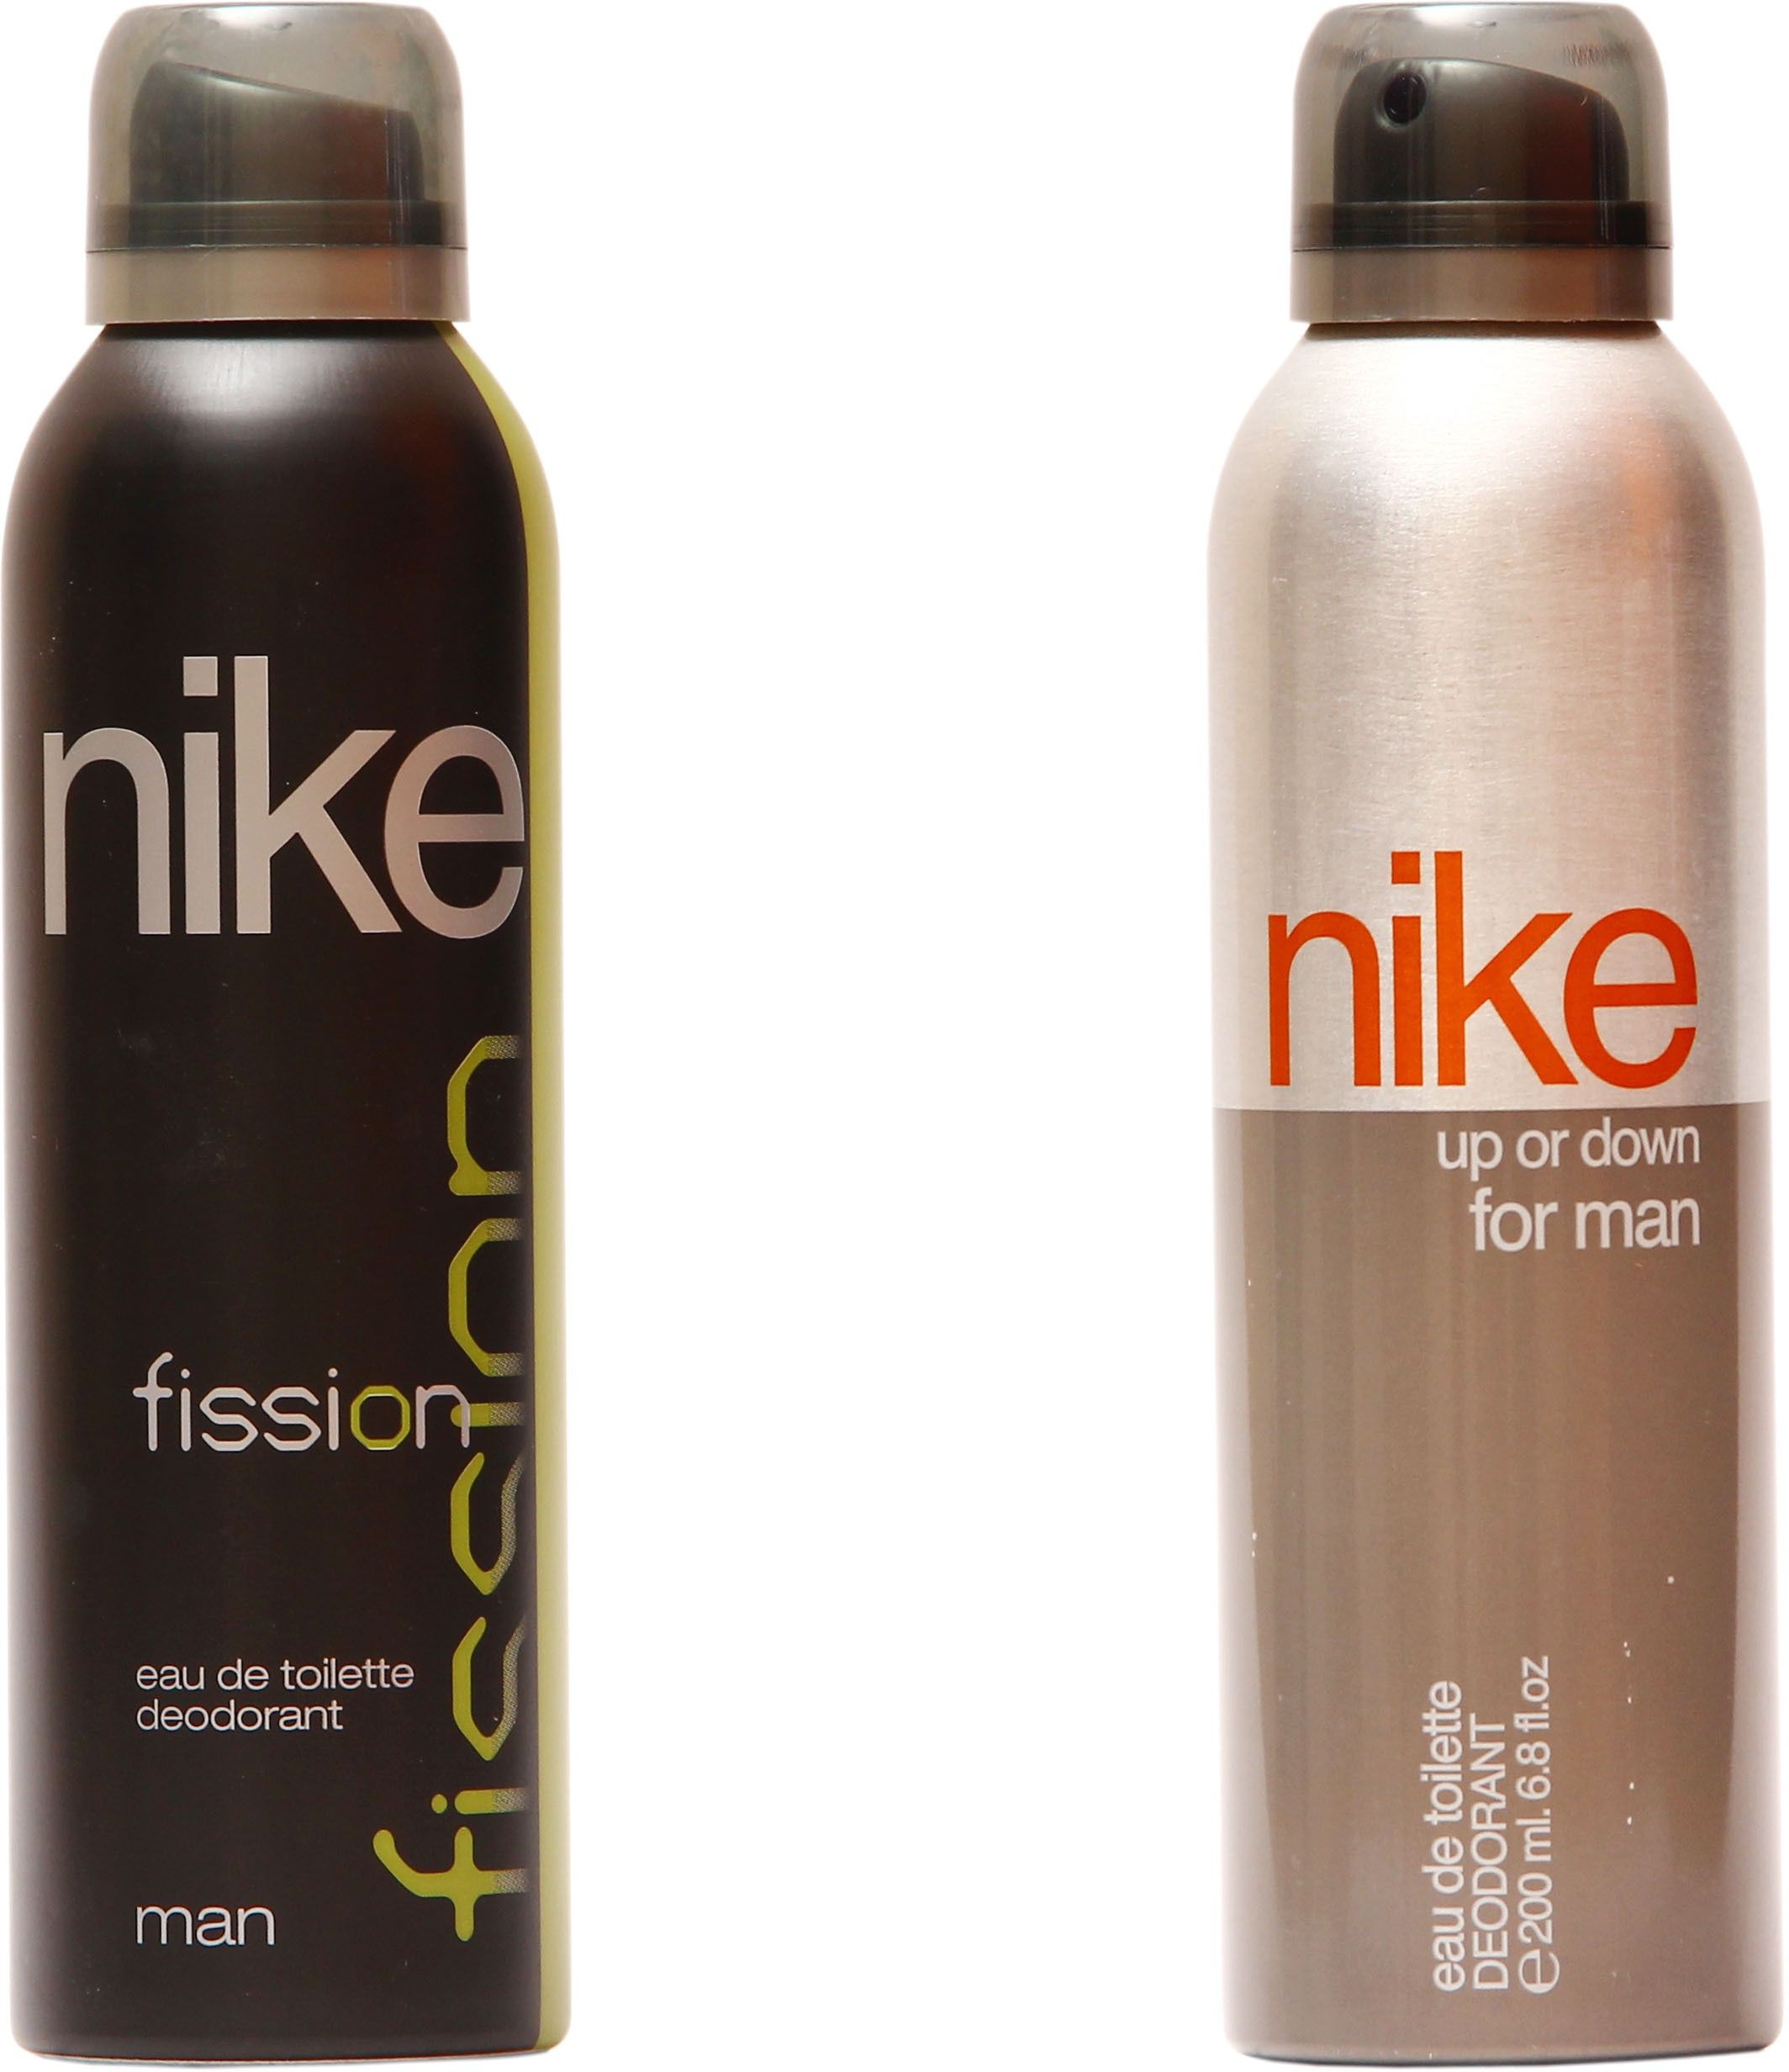 nike
fission
fission
eau de toilette
deodorant
man
nike
up or down
for man
eau de toilette
DEODORANT
℮200 ml. 6.8 fl.oz